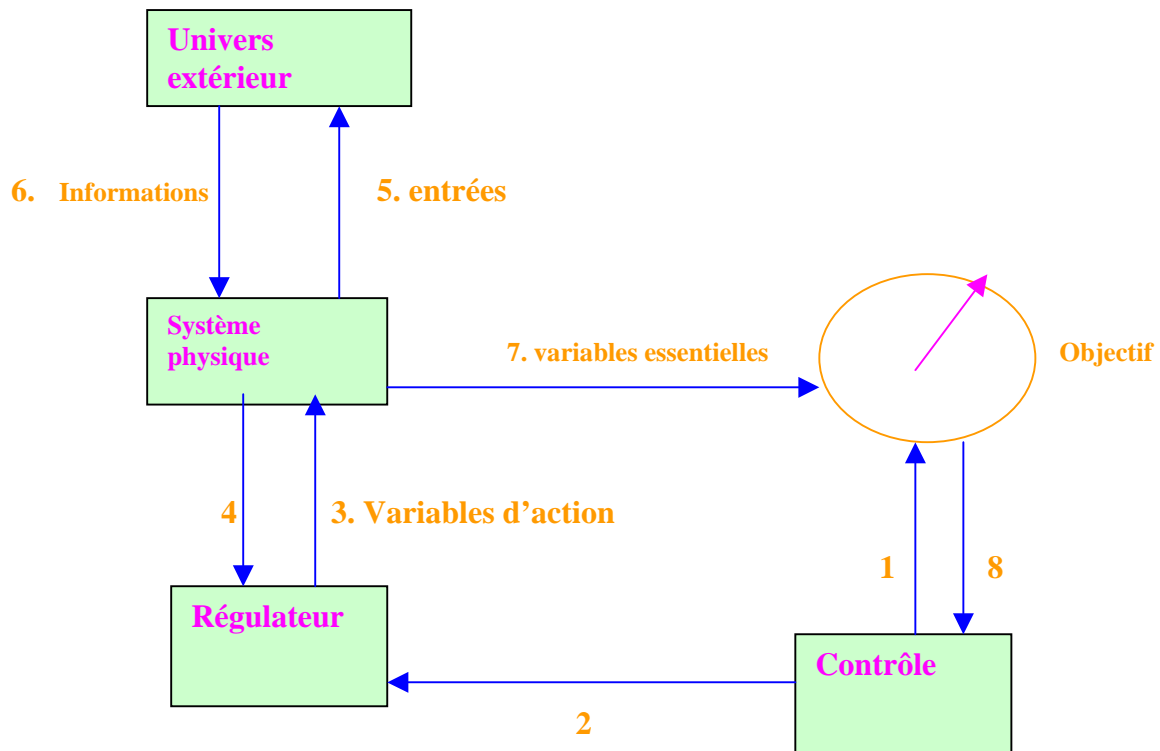 Univers
extérieur
6. Informations
5. entrées
Système
physique
7. variables essentielles
Objectif
4
3. Variables d’action
1
8
Régulateur
Contrôle
2